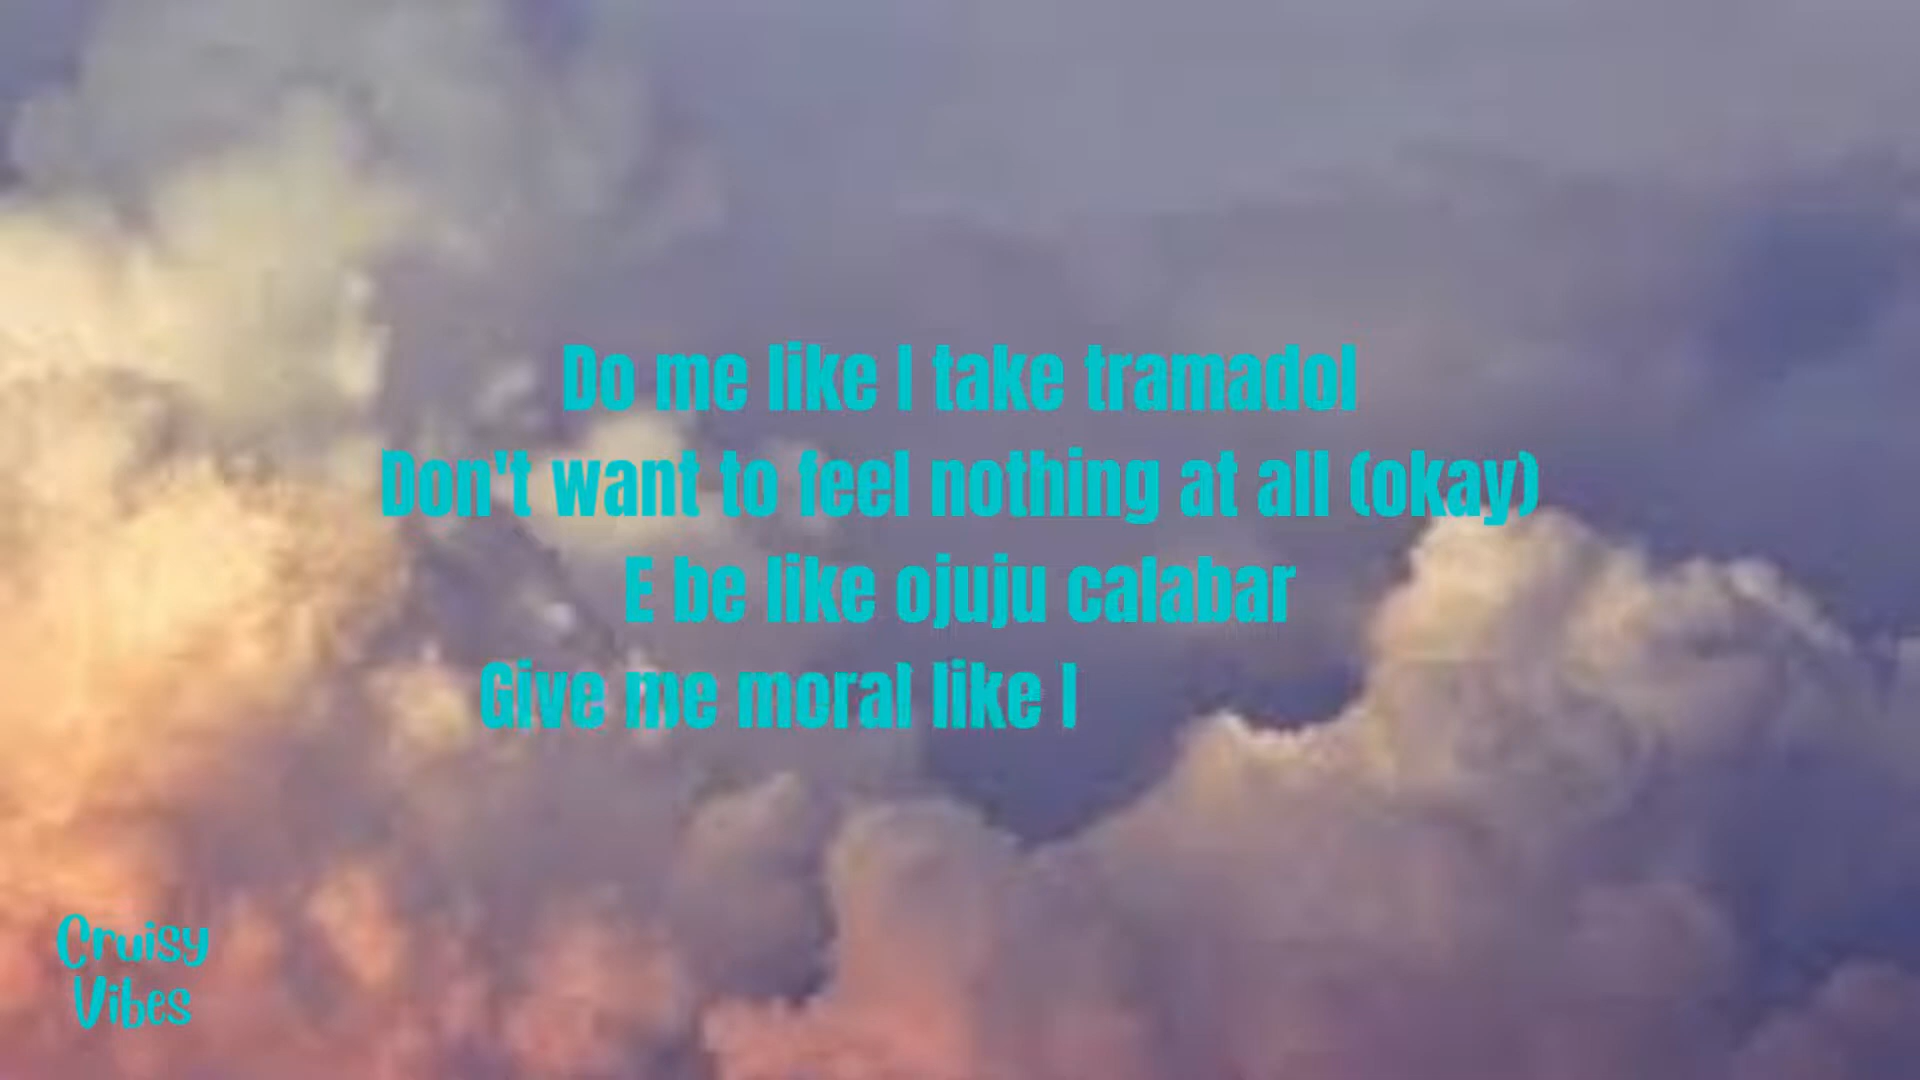 Do me like I take tramadol
Don't want to feel nothing at all (okay)
E be like ojuju calabar
Give me moral like I
Cruisy
Vibes